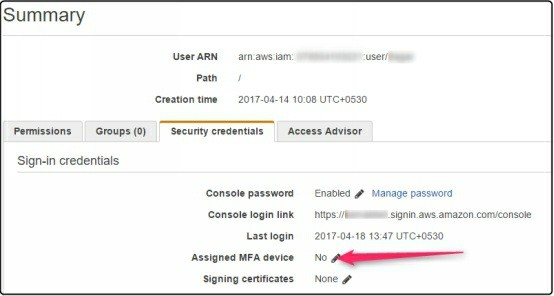 Summary
User ARN arn:aws:iam: :user/
Path /
Creation time 2017-04-14 10:08 UTC+0530
Permissions Groups (0) Security credentials Access Advisor
Sign-in credentials
Console password Enabled Manage password
Console login link https:// .signin.aws.amazon.com/console
Last login 2017-04-18 13:47 UTC+0530
Assigned MFA device No
Signing certificates None